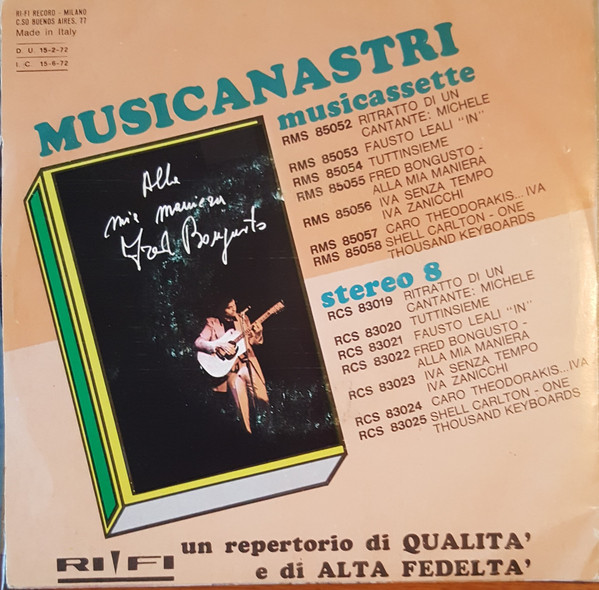 RI-FI RECORD - MILANO
C.SO BUENOS AIRES, 77
Made in Italy
D. U. 15-2-72
I. C. 15-6-72
MUSICANASTRI
musicassette
RMS 85052 RITRATTO DI UN
CANTANTE: MICHELE
RMS 85053 FAUSTO LEALI "IN"
RMS 85054 TUTTINSIEME
RMS 85055 FRED BONGUSTO -
ALLA MIA MANIERA
RMS 85056 IVA SENZA TEMPO
IVA ZANICCHI
RMS 85057 CARO THEODORAKIS... IVA
RMS 85058 SHELL CARLTON - ONE
THOUSAND KEYBOARDS
Alla
mia maniera
Fred Bongusto
stereo 8
RCS 83019 RITRATTO DI UN
CANTANTE: MICHELE
RCS 83020 TUTTINSIEME
RCS 83021 FAUSTO LEALI "IN"
RCS 83022 FRED BONGUSTO -
ALLA MIA MANIERA
RCS 83023 IVA SENZA TEMPO
IVA ZANICCHI
RCS 83024 CARO THEODORAKIS...IVA
RCS 83025 SHELL CARLTON - ONE
THOUSAND KEYBOARDS
RI'FI
un repertorio di QUALITA'
e di ALTA FEDELTA'